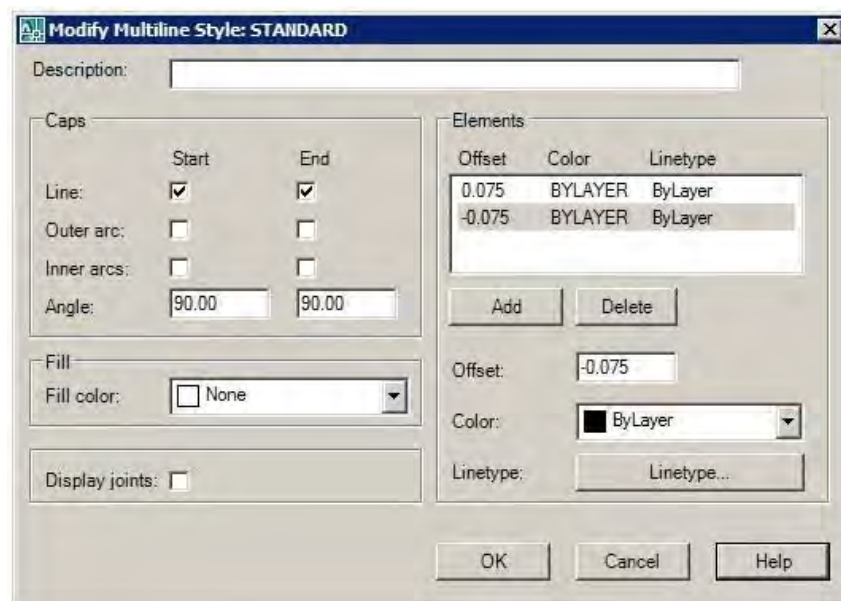 Modify Multiline Style: STANDARD
Description:
Caps
Start End
Line:
Outer arc:
Inner arcs:
Angle: 90.00 90.00
Fill
Fill color: None
Display joints:
Elements
Offset Color Linetype
0.075 BYLAYER ByLayer
-0.075 BYLAYER ByLayer
Add Delete
Offset: -0.075
Color: ByLayer
Linetype: Linetype...
OK Cancel Help